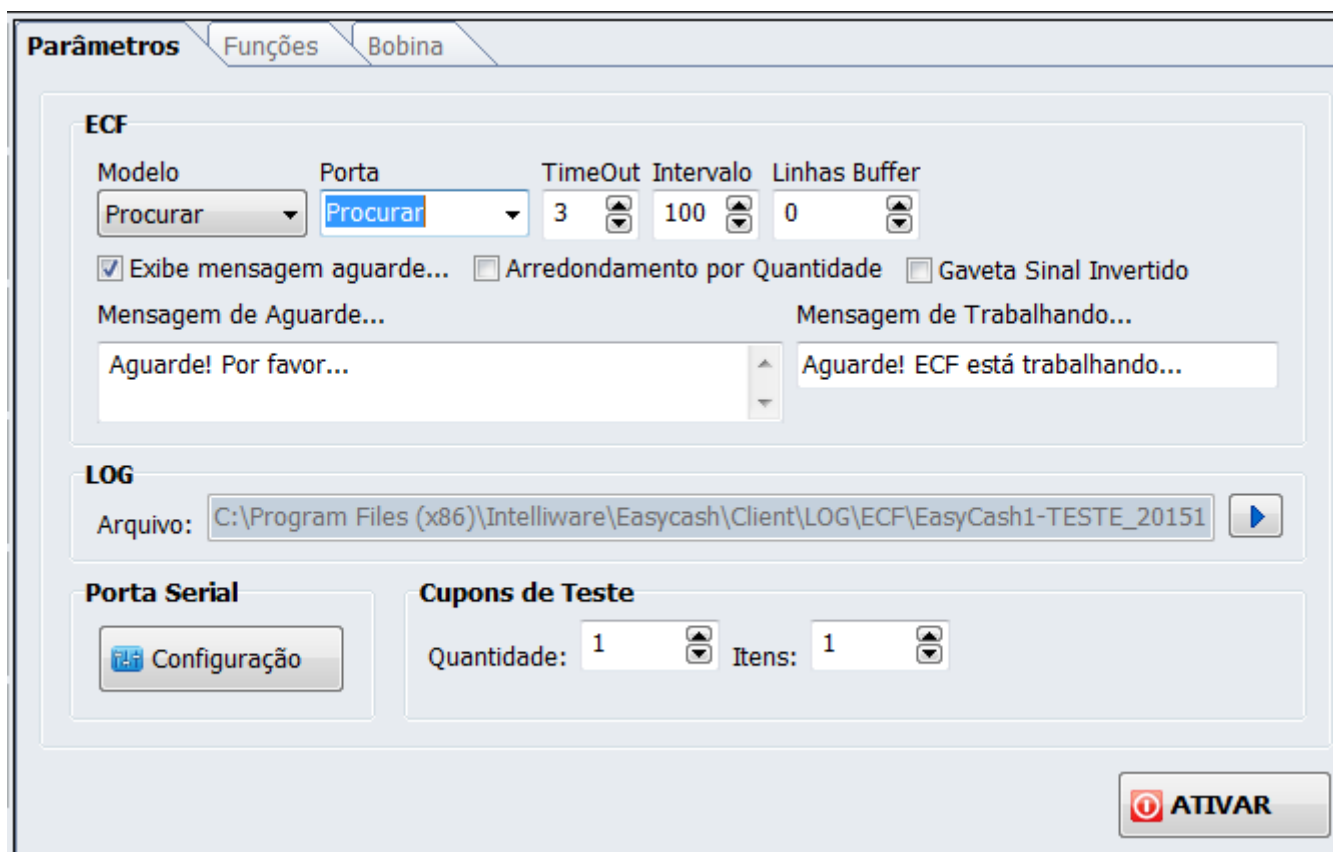 Parâmetros Funções Bobina
ECF
Modelo Porta TimeOut Intervalo Linhas Buffer
Procurar Procurar 3 100 0
Exibe mensagem aguarde... Arredondamento por Quantidade Gaveta Sinal Invertido
Mensagem de Aguarde... Mensagem de Trabalhando...
Aguarde! Por favor... Aguarde! ECF está trabalhando...
LOG
Arquivo: C:\Program Files (x86)\Intelliware\Easycash\Client\LOG\ECF\EasyCash1-TESTE_20151
Porta Serial Cupons de Teste
Configuração Quantidade: 1 Itens: 1
ATIVAR